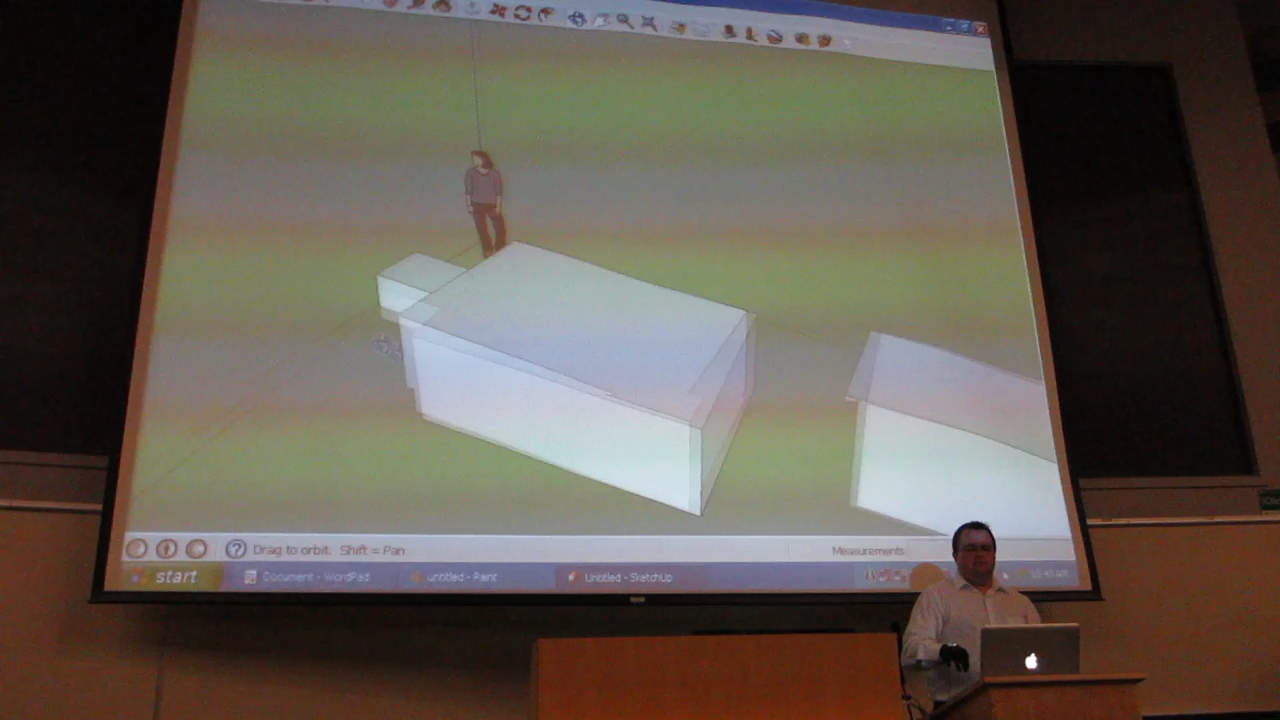 Drag to orbit. Shift = Pan
Measurements
start
Document - WordPad
untitled - Paint
Untitled - SketchUp